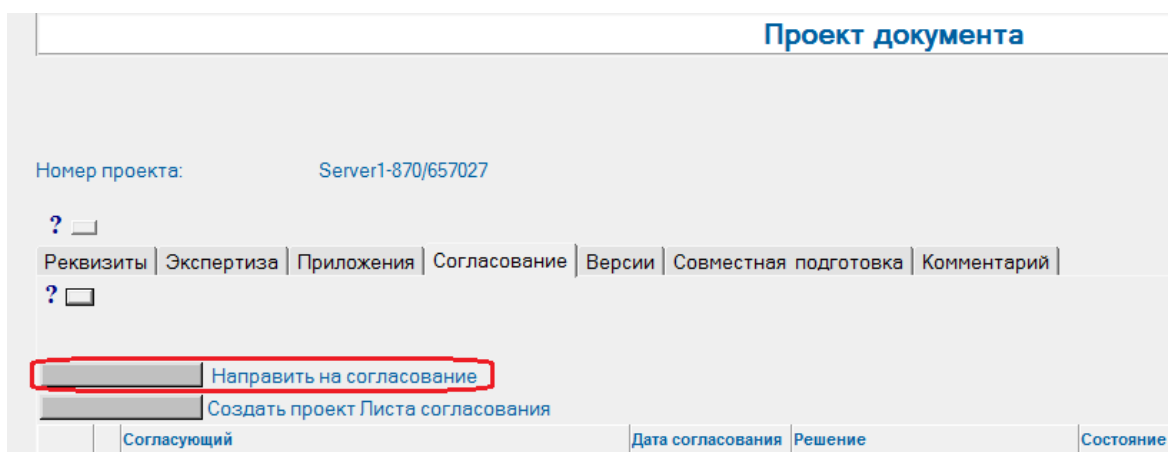 Проект документа
Номер проекта: Server1-870/657027
?
Реквизиты Экспертиза Приложения Согласование Версии Совместная подготовка Комментарий
?
Направить на согласование
Создать проект Листа согласования
Согласующий Дата согласования Решение Состояние